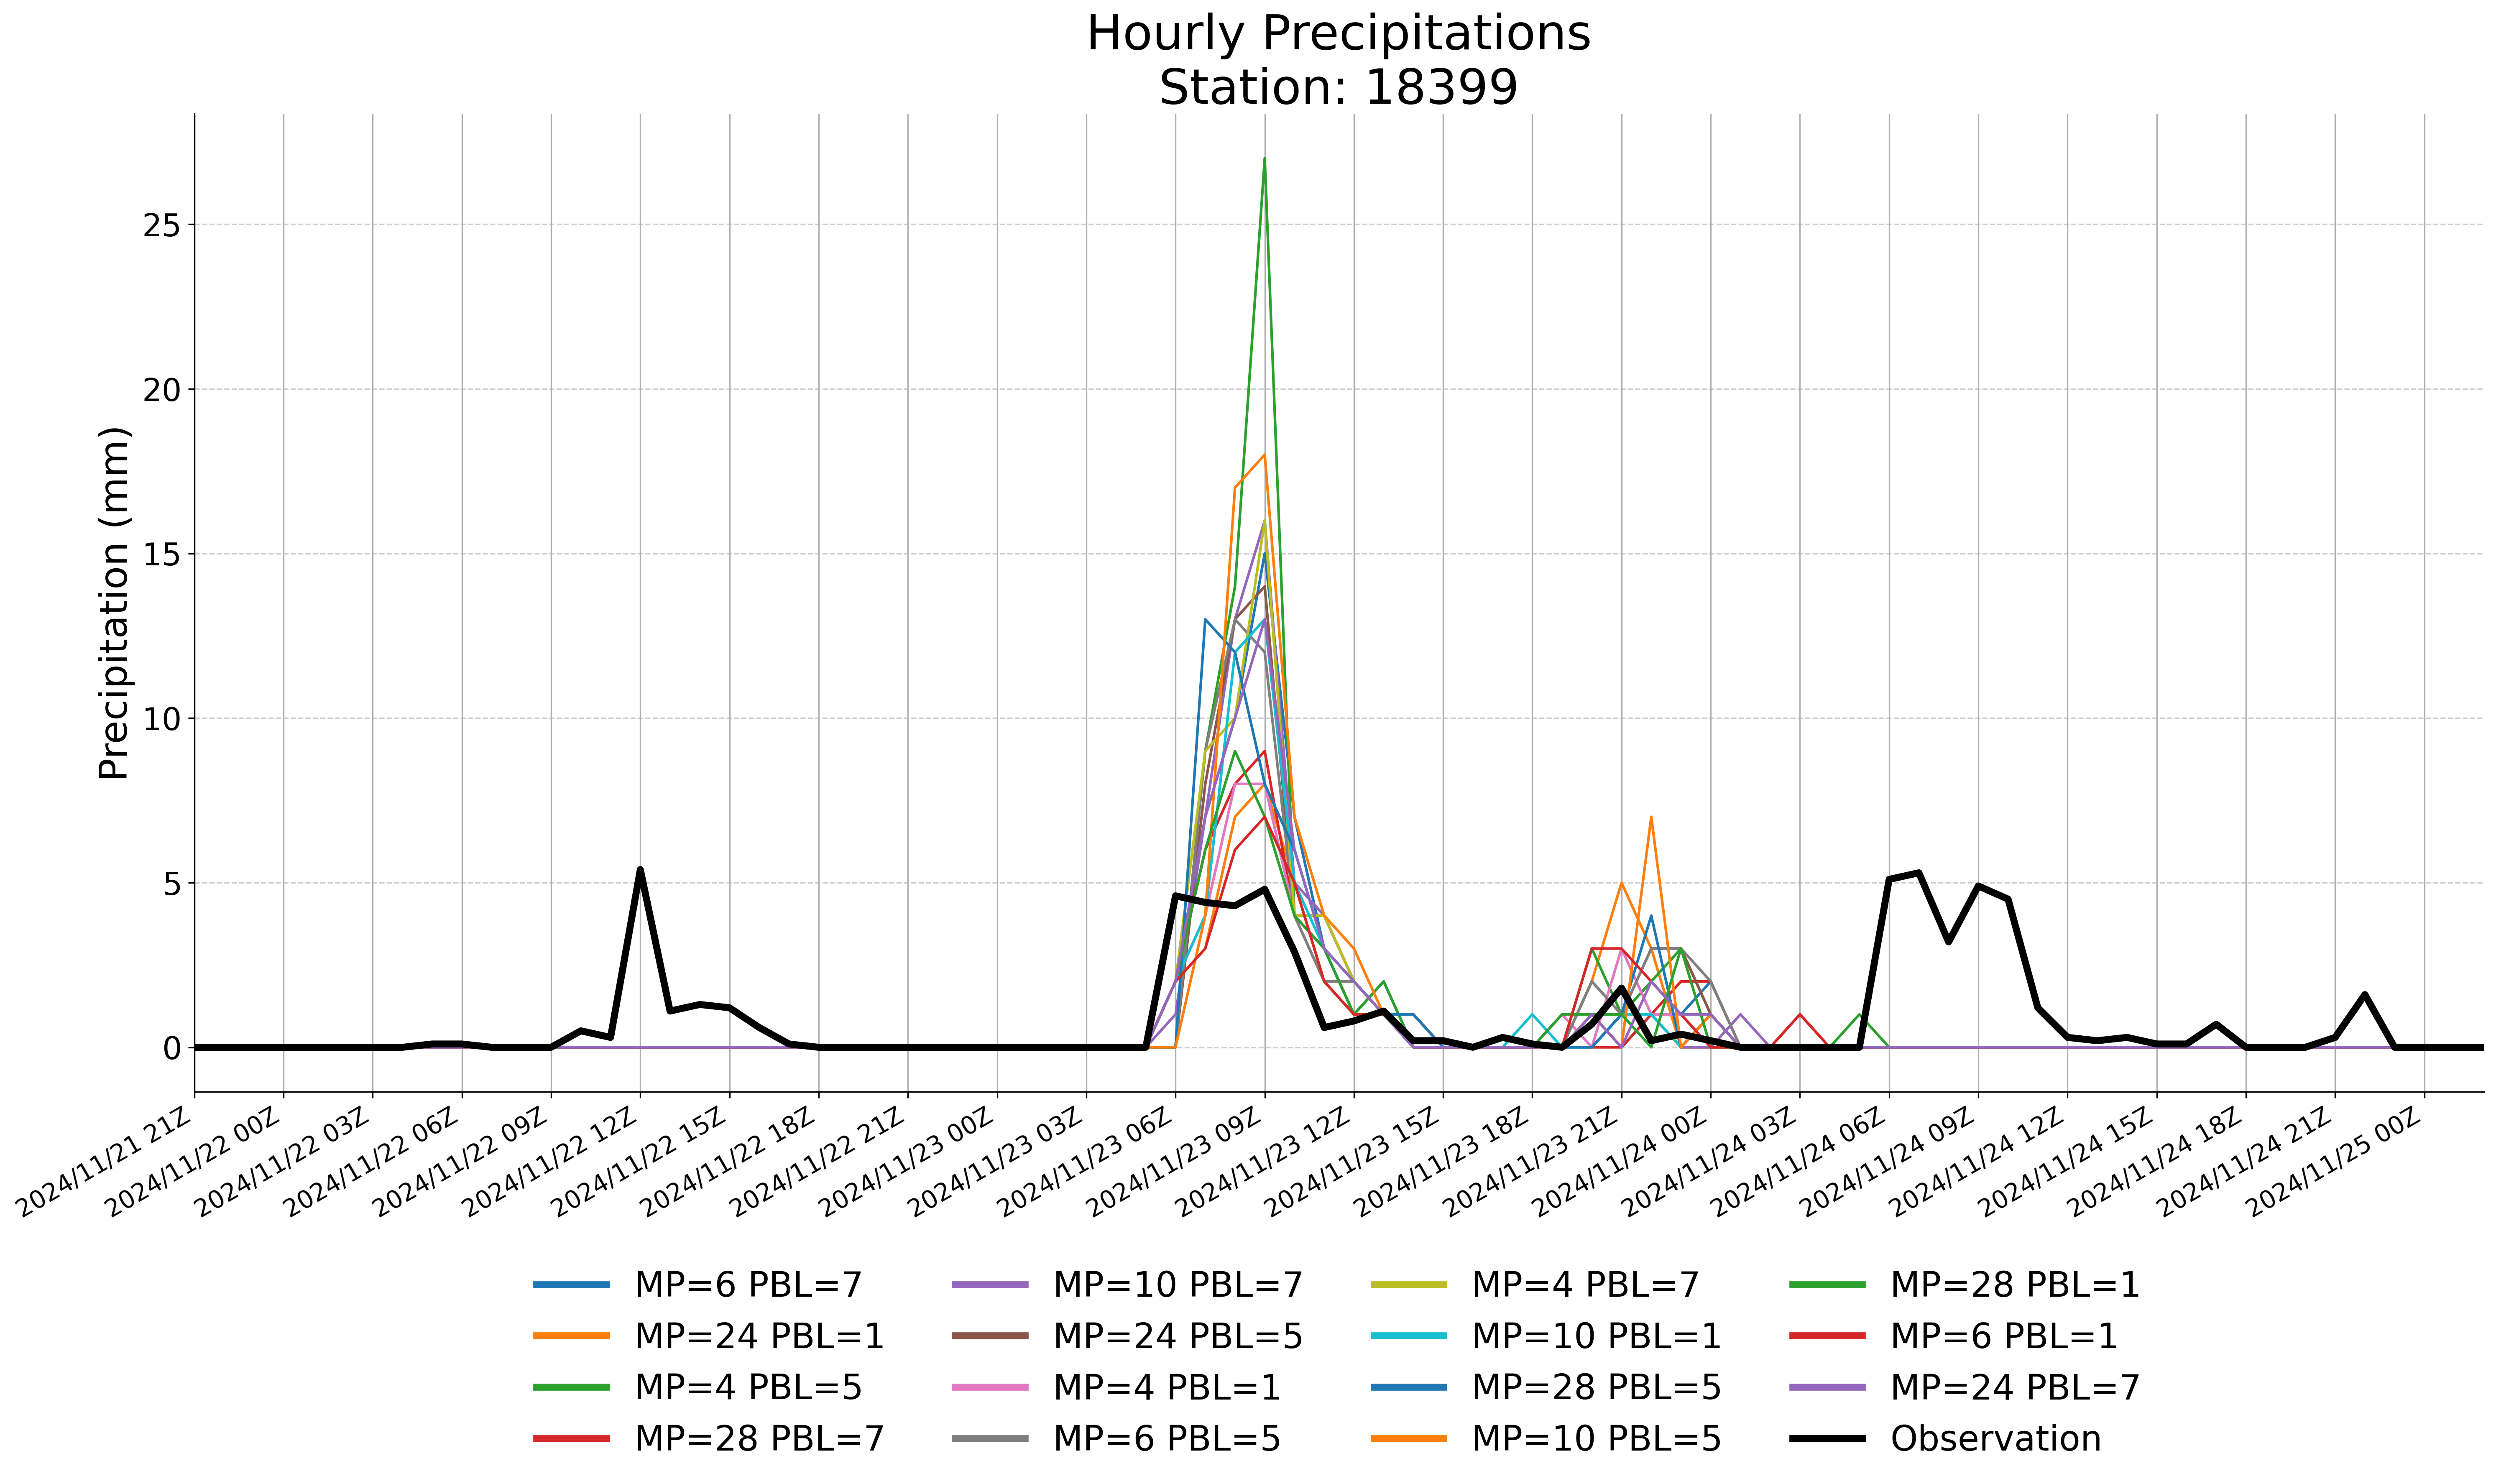 Hourly Precipitations
Station: 18399
Precipitation (mm)
25
20
15
10
5
0
2024/11/21 21Z
2024/11/22 00Z
2024/11/22 03Z
2024/11/22 06Z
2024/11/22 09Z
2024/11/22 12Z
2024/11/22 15Z
2024/11/22 18Z
2024/11/22 21Z
2024/11/23 00Z
2024/11/23 03Z
2024/11/23 06Z
2024/11/23 09Z
2024/11/23 12Z
2024/11/23 15Z
2024/11/23 18Z
2024/11/23 21Z
2024/11/24 00Z
2024/11/24 03Z
2024/11/24 06Z
2024/11/24 09Z
2024/11/24 12Z
2024/11/24 15Z
2024/11/24 18Z
2024/11/24 21Z
2024/11/25 00Z
MP=6 PBL=7
MP=24 PBL=1
MP=4 PBL=5
MP=28 PBL=7
MP=10 PBL=7
MP=24 PBL=5
MP=4 PBL=1
MP=6 PBL=5
MP=4 PBL=7
MP=10 PBL=1
MP=28 PBL=5
MP=10 PBL=5
MP=28 PBL=1
MP=6 PBL=1
MP=24 PBL=7
Observation